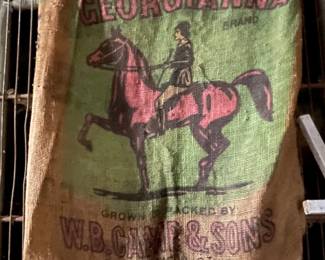 GEORGIANNA
BRAND
GROWN & PACKED BY
W.B. CAMP & SONS